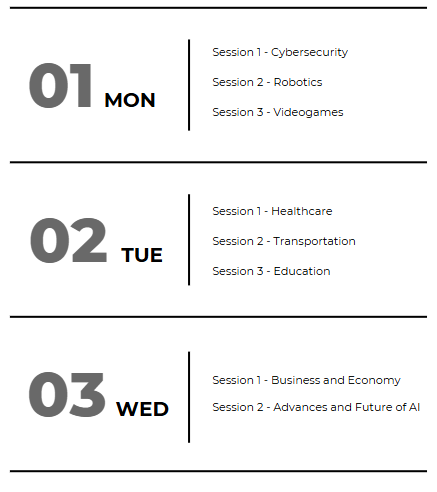 01 MON
Session 1 - Cybersecurity
Session 2 - Robotics
Session 3 - Videogames
02 TUE
Session 1 - Healthcare
Session 2 - Transportation
Session 3 - Education
03 WED
Session 1 - Business and Economy
Session 2 - Advances and Future of AI